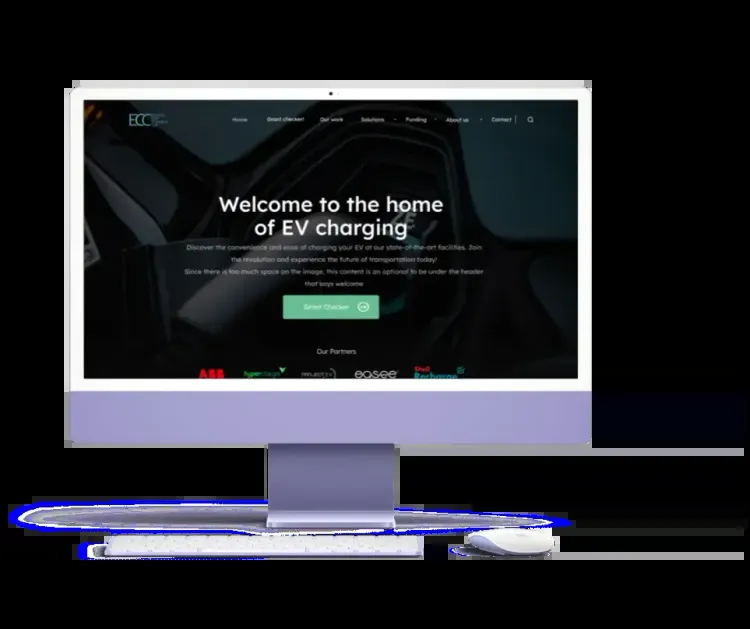 ECC
Home Grant checker! Our work Solutions Funding About us Contact
Welcome to the home
of EV charging
Discover the convenience and ease of charging your EV at our state-of-the-art facilities. Join
the revolution and experience the future of transportation today!
Since there is too much space on the image, this content is an optional to be under the header
that says welcome
Grant Checker
Our Partners
ABB easee Shell
Recharge